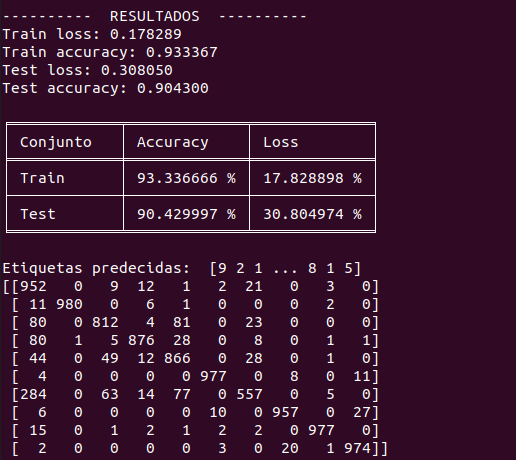 ----------  RESULTADOS  ----------
Train loss: 0.178289
Train accuracy: 0.933367
Test loss: 0.308050
Test accuracy: 0.904300
Conjunto Accuracy Loss
Train 93.336666 % 17.828898 %
Test 90.429997 % 30.804974 %
Etiquetas predecidas:  [9 2 1 ... 8 1 5]
[[952   0   9  12   1   2  21   0   3   0]
 [ 11 980   0   6   1   0   0   0   2   0]
 [ 80   0 812   4  81   0  23   0   0   0]
 [ 80   1   5 876  28   0   8   0   1   1]
 [ 44   0  49  12 866   0  28   0   1   0]
 [  4   0   0   0   0 977   0   8   0  11]
 [284   0  63  14  77   0 557   0   5   0]
 [  6   0   0   0   0  10   0 957   0  27]
 [ 15   0   1   2   1   2   2   0 977   0]
 [  2   0   0   0   0   3   0  20   1 974]]